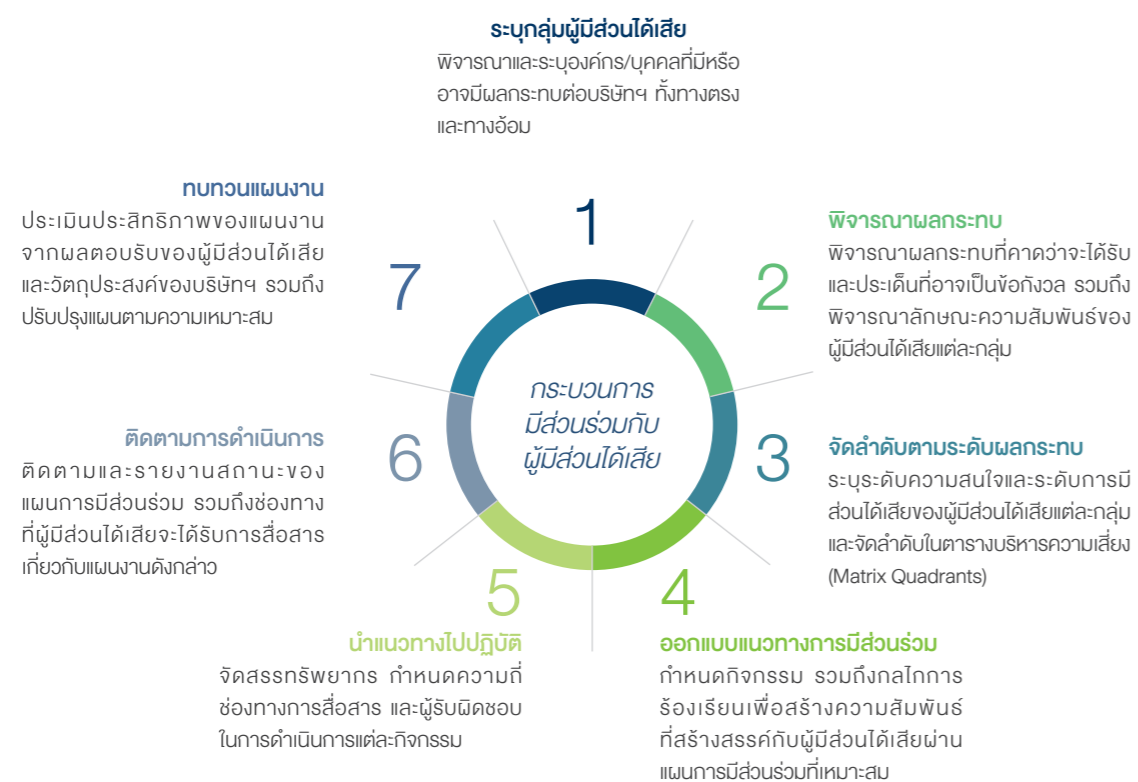 ระบุกลุ่มผู้มีส่วนได้เสีย
พิจารณาและระบุองค์กร/บุคคลที่มีหรือ
อาจมีผลกระทบต่อบริษัทฯ ทั้งทางตรง
และทางอ้อม
1
พิจารณาผลกระทบ
พิจารณาผลกระทบที่คาดว่าจะได้รับ
และประเด็นที่อาจเป็นข้อกังวล รวมถึง
พิจารณาลักษณะความสัมพันธ์ของ
ผู้มีส่วนได้เสียแต่ละกลุ่ม
2
จัดลำดับตามระดับผลกระทบ
ระบุระดับความสนใจและระดับการมี
ส่วนได้เสียของผู้มีส่วนได้เสียแต่ละกลุ่ม
และจัดลำดับในตารางบริหารความเสี่ยง
(Matrix Quadrants)
3
4
ออกแบบแนวทางการมีส่วนร่วม
กำหนดกิจกรรม รวมถึงกลไกการ
ร้องเรียนเพื่อสร้างความสัมพันธ์
ที่สร้างสรรค์กับผู้มีส่วนได้เสียผ่าน
แผนการมีส่วนร่วมที่เหมาะสม
5
นำแนวทางไปปฏิบัติ
จัดสรรทรัพยากร กำหนดความถี่
ช่องทางการสื่อสาร และผู้รับผิดชอบ
ในการดำเนินการแต่ละกิจกรรม
6
ติดตามการดำเนินการ
ติดตามและรายงานสถานะของ
แผนการมีส่วนร่วม รวมถึงช่องทาง
ที่ผู้มีส่วนได้เสียจะได้รับการสื่อสาร
เกี่ยวกับแผนงานดังกล่าว
7
ทบทวนแผนงาน
ประเมินประสิทธิภาพของแผนงาน
จากผลตอบรับของผู้มีส่วนได้เสีย
และวัตถุประสงค์ของบริษัทฯ รวมถึง
ปรับปรุงแผนตามความเหมาะสม
กระบวนการ
มีส่วนร่วมกับ
ผู้มีส่วนได้เสีย